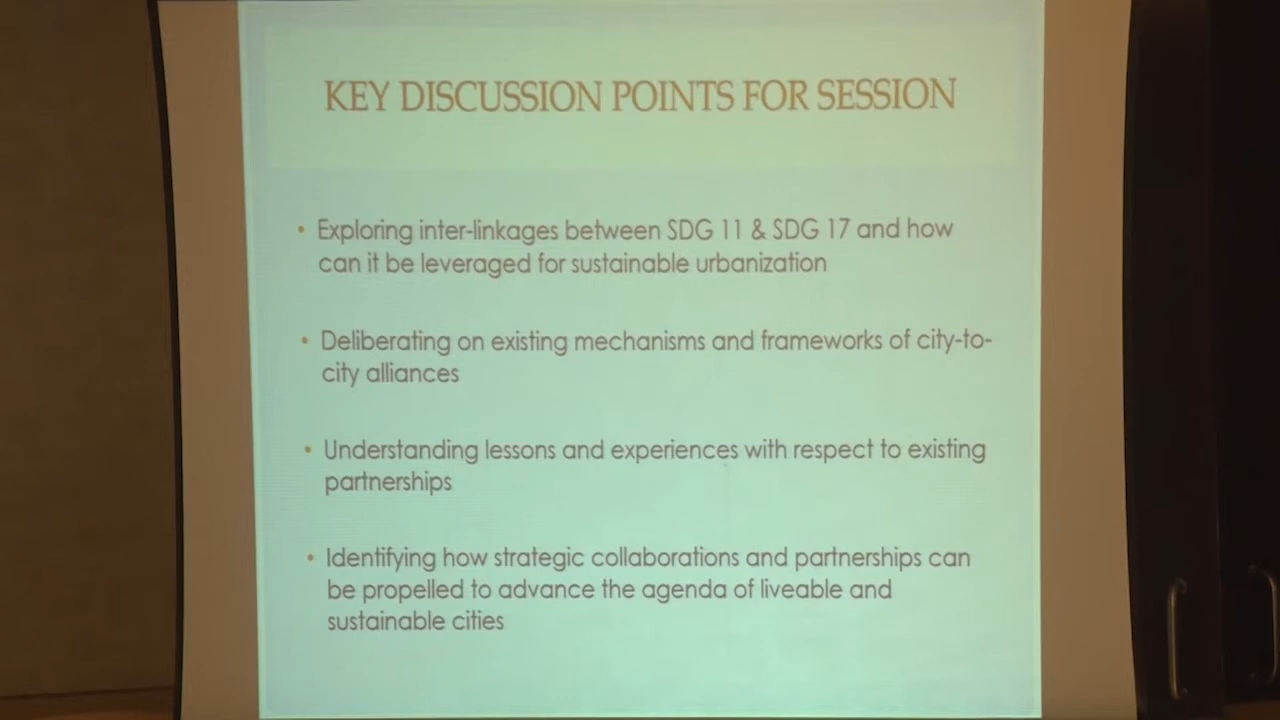 KEY DISCUSSION POINTS FOR SESSION
• Exploring inter-linkages between SDG 11 & SDG 17 and how
can it be leveraged for sustainable urbanization
• Deliberating on existing mechanisms and frameworks of city-to-
city alliances
• Understanding lessons and experiences with respect to existing
partnerships
• Identifying how strategic collaborations and partnerships can
be propelled to advance the agenda of liveable and
sustainable cities